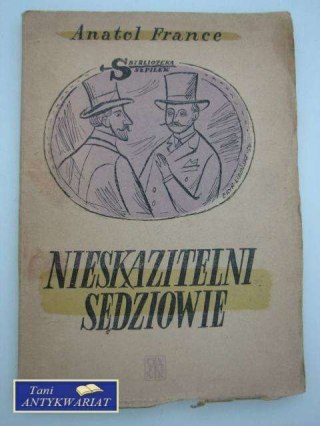 Anatol France
BIBLIOTEKA
SZPILEK
NIESKAZITELNI
SĘDZIOWIE
Tani
ANTYKWARIAT